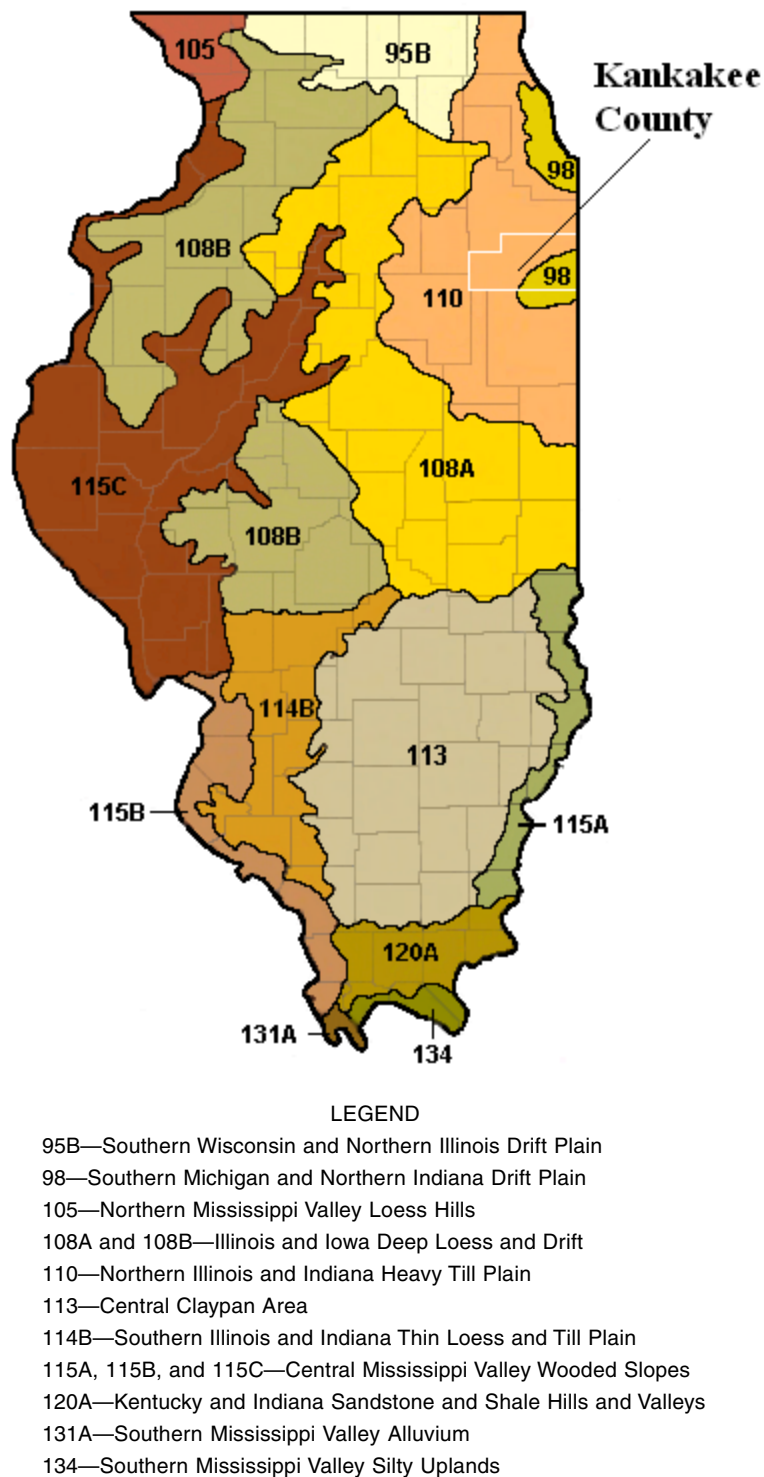 105
95B
Kankakee
County
98
108B
98
110
108A
115C
108B
114B
113
115B
115A
120A
131A
134
LEGEND
95B—Southern Wisconsin and Northern Illinois Drift Plain
98—Southern Michigan and Northern Indiana Drift Plain
105—Northern Mississippi Valley Loess Hills
108A and 108B—Illinois and Iowa Deep Loess and Drift
110—Northern Illinois and Indiana Heavy Till Plain
113—Central Claypan Area
114B—Southern Illinois and Indiana Thin Loess and Till Plain
115A, 115B, and 115C—Central Mississippi Valley Wooded Slopes
120A—Kentucky and Indiana Sandstone and Shale Hills and Valleys
131A—Southern Mississippi Valley Alluvium
134—Southern Mississippi Valley Silty Uplands